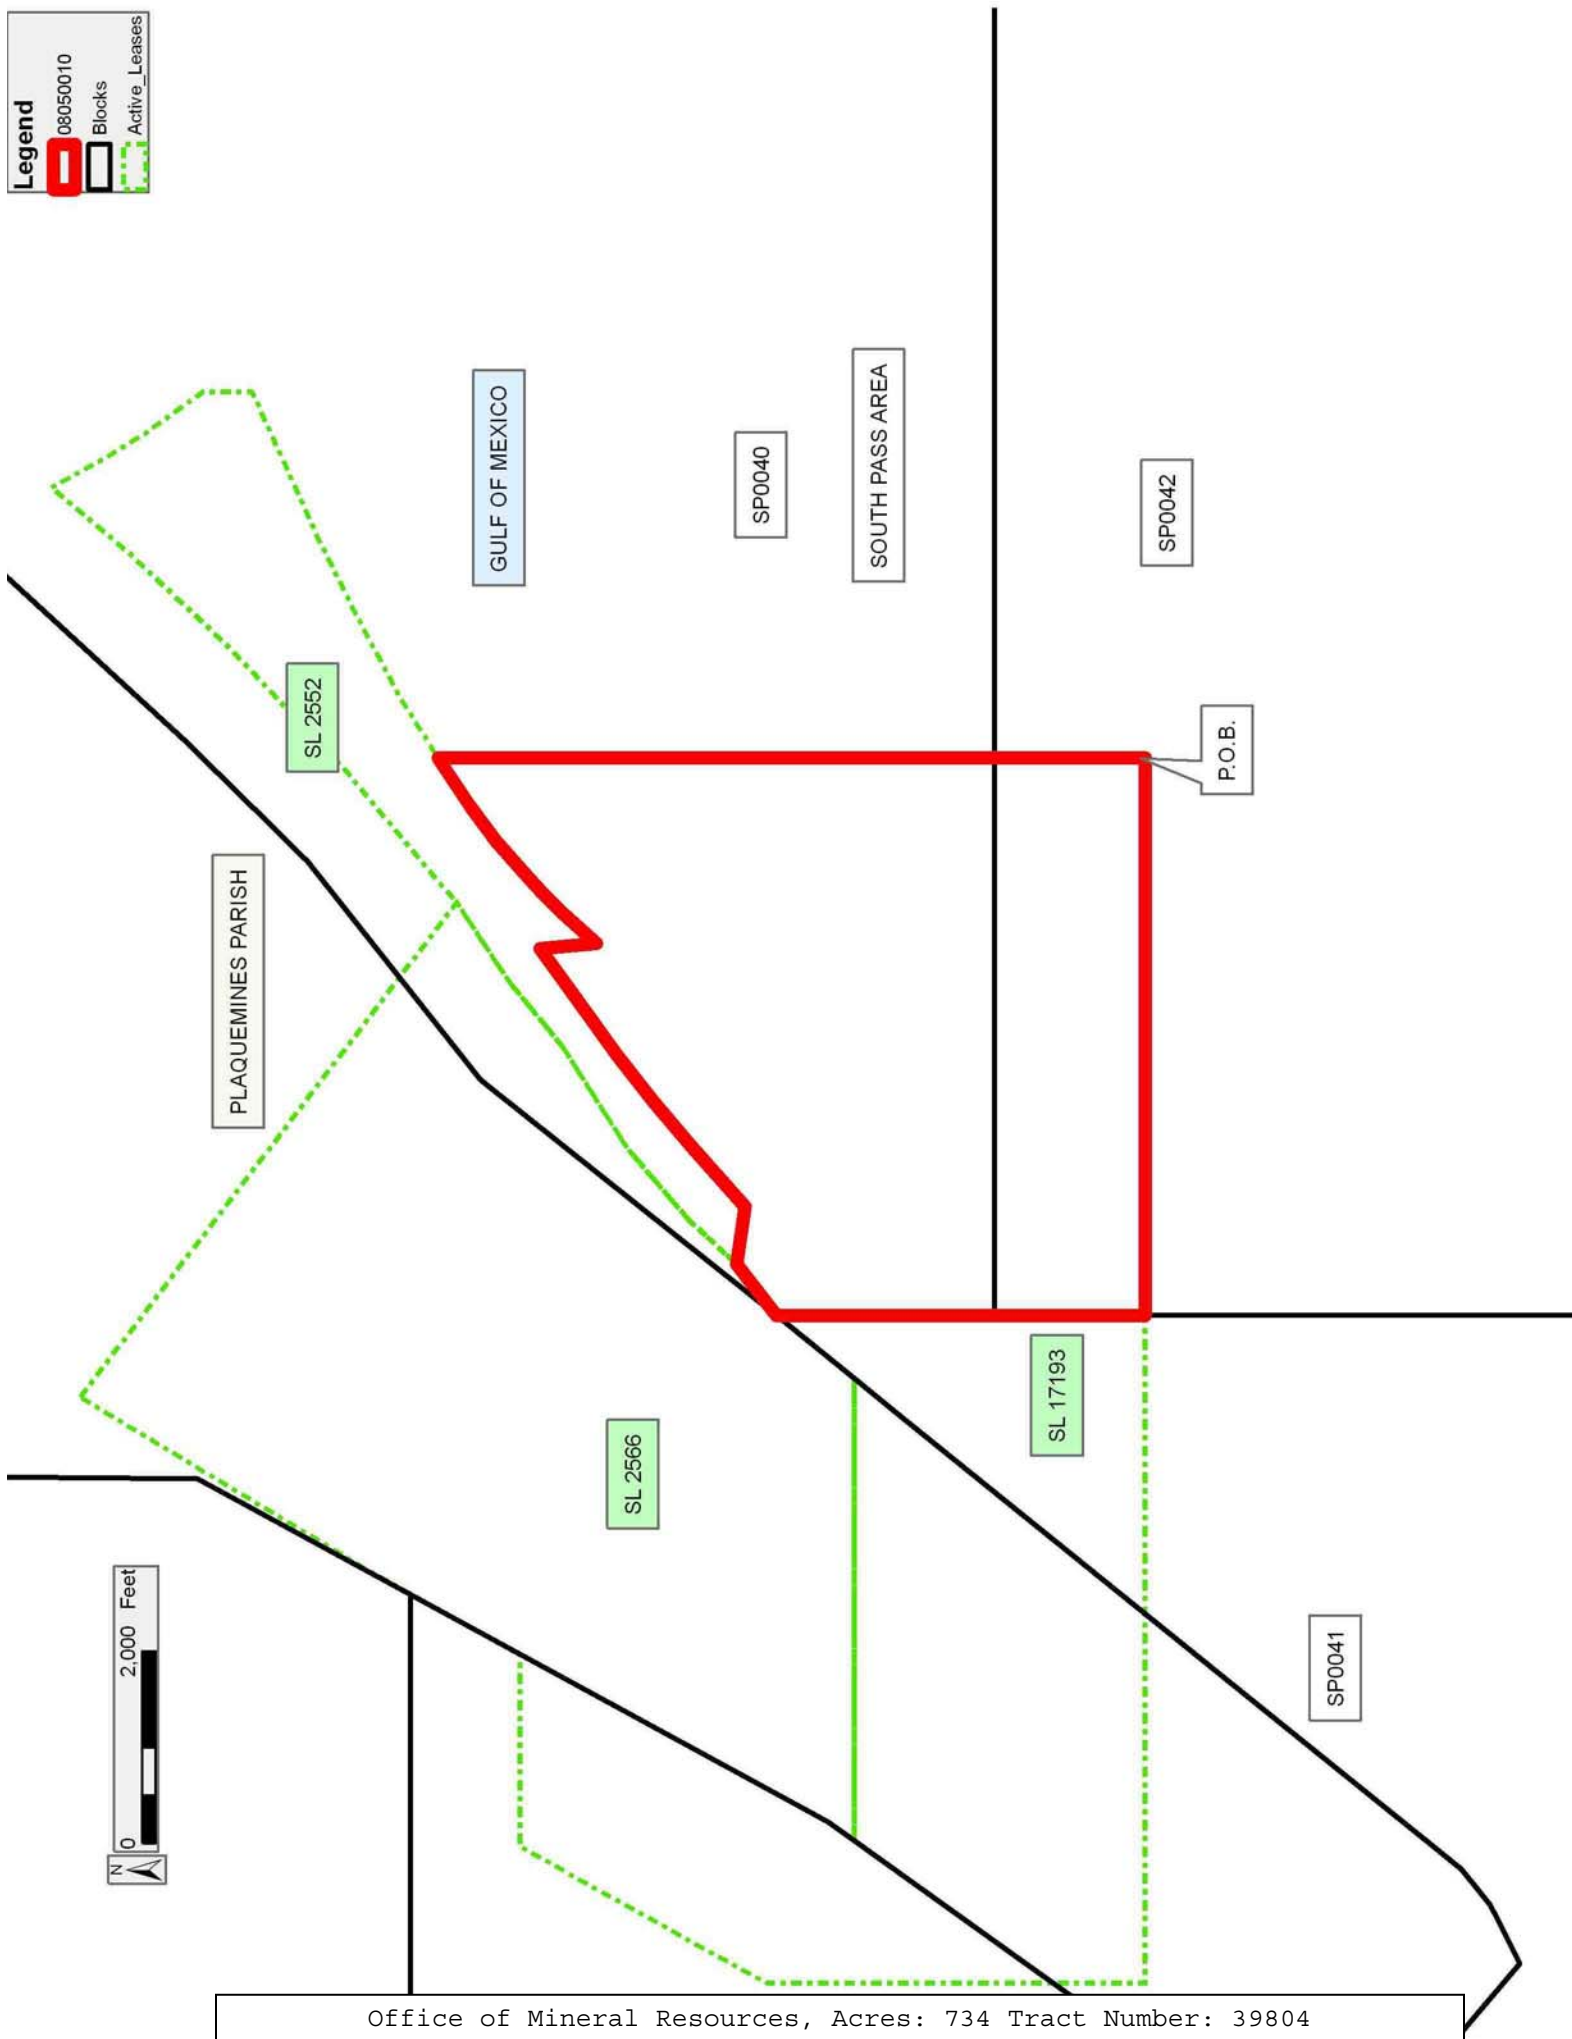 Legend
08050010
Blocks
Active_Leases
GULF OF MEXICO
SP0040
SOUTH PASS AREA
SP0042
SL 2552
P.O.B.
PLAQUEMINES PARISH
SL 2566
SL 17193
SP0041
0 2,000 Feet
N
Office of Mineral Resources, Acres: 734 Tract Number: 39804